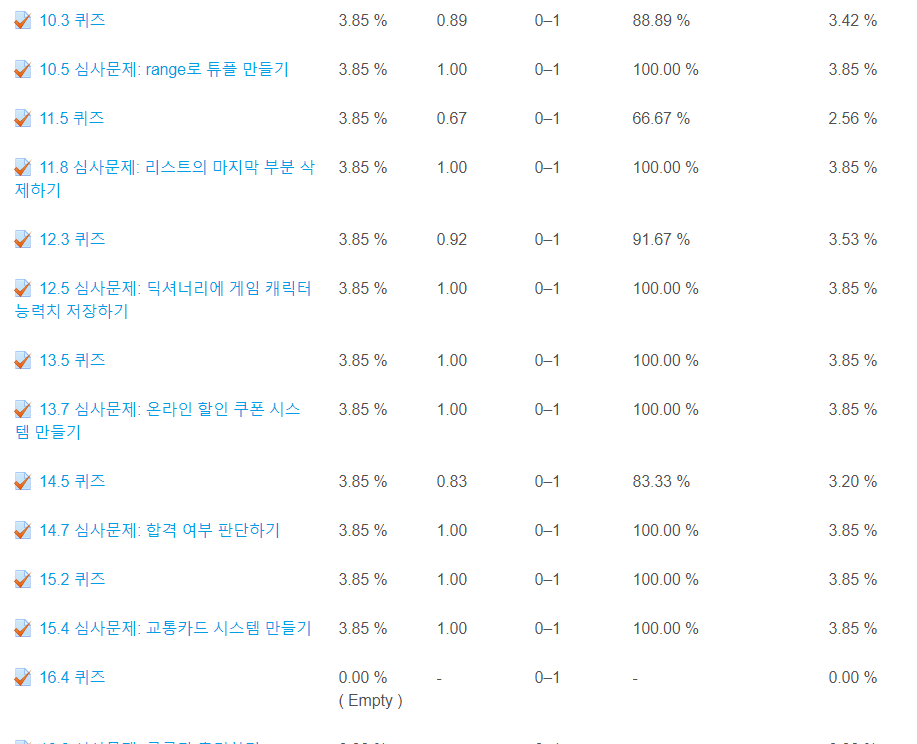 10.3 퀴즈 3.85 % 0.89 0–1 88.89 % 3.42 %
10.5 심사문제: range로 튜플 만들기 3.85 % 1.00 0–1 100.00 % 3.85 %
11.5 퀴즈 3.85 % 0.67 0–1 66.67 % 2.56 %
11.8 심사문제: 리스트의 마지막 부분 삭 3.85 % 1.00 0–1 100.00 % 3.85 %
제하기
12.3 퀴즈 3.85 % 0.92 0–1 91.67 % 3.53 %
12.5 심사문제: 딕셔너리에 게임 캐릭터 3.85 % 1.00 0–1 100.00 % 3.85 %
능력치 저장하기
13.5 퀴즈 3.85 % 1.00 0–1 100.00 % 3.85 %
13.7 심사문제: 온라인 할인 쿠폰 시스 3.85 % 1.00 0–1 100.00 % 3.85 %
템 만들기
14.5 퀴즈 3.85 % 0.83 0–1 83.33 % 3.20 %
14.7 심사문제: 합격 여부 판단하기 3.85 % 1.00 0–1 100.00 % 3.85 %
15.2 퀴즈 3.85 % 1.00 0–1 100.00 % 3.85 %
15.4 심사문제: 교통카드 시스템 만들기 3.85 % 1.00 0–1 100.00 % 3.85 %
16.4 퀴즈 0.00 % - 0–1 - 0.00 %
( Empty )